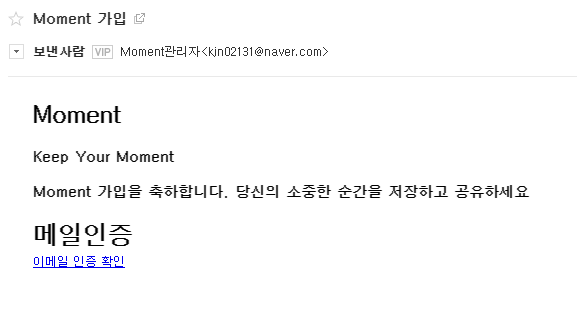 Moment 가입
보낸사람 VIP Moment관리자<kjn02131@naver.com>
Moment
Keep Your Moment
Moment 가입을 축하합니다. 당신의 소중한 순간을 저장하고 공유하세요
메일인증
이메일 인증 확인